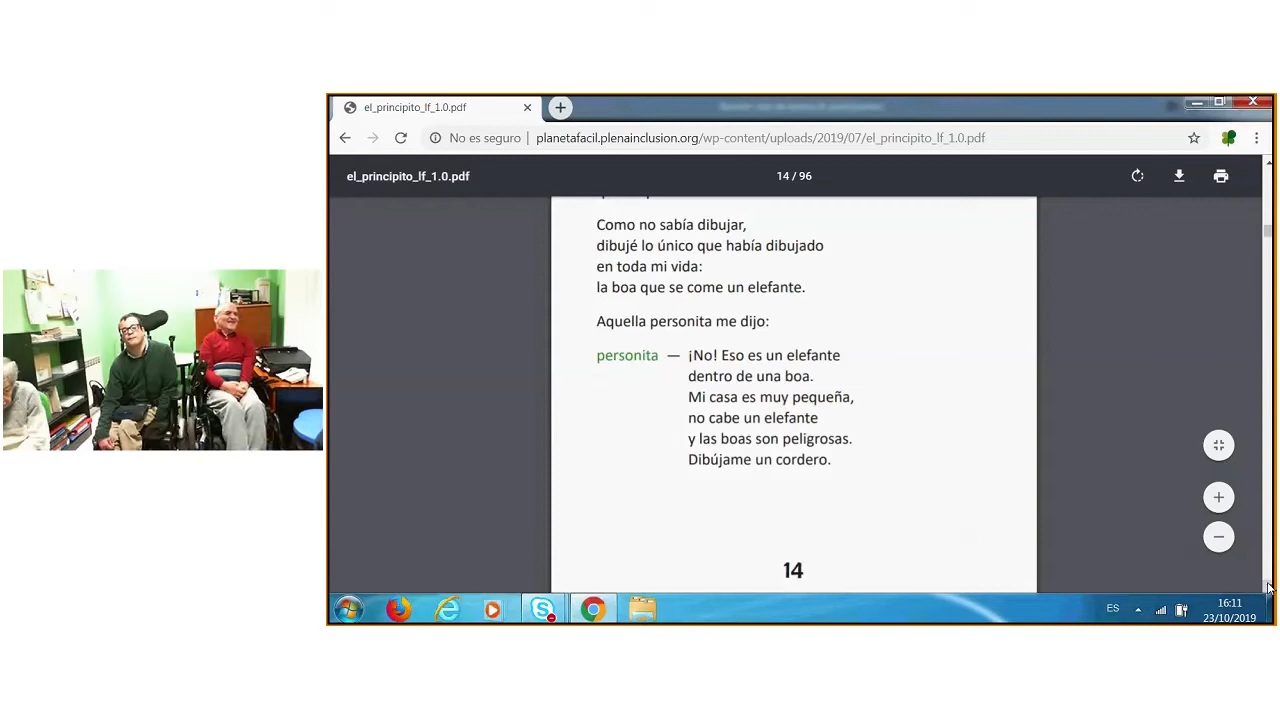 el_principito_lf_1.0.pdf
No es seguro planetafacil.plenainclusion.org/wp-content/uploads/2019/07/el_principito_lf_1.0.pdf
el_principito_lf_1.0.pdf 14 / 96
Como no sabía dibujar,
dibujé lo único que había dibujado
en toda mi vida:
la boa que se come un elefante.
Aquella personita me dijo:
personita — ¡No! Eso es un elefante
dentro de una boa.
Mi casa es muy pequeña,
no cabe un elefante
y las boas son peligrosas.
Dibújame un cordero.
14
ES 16:11
23/10/2019